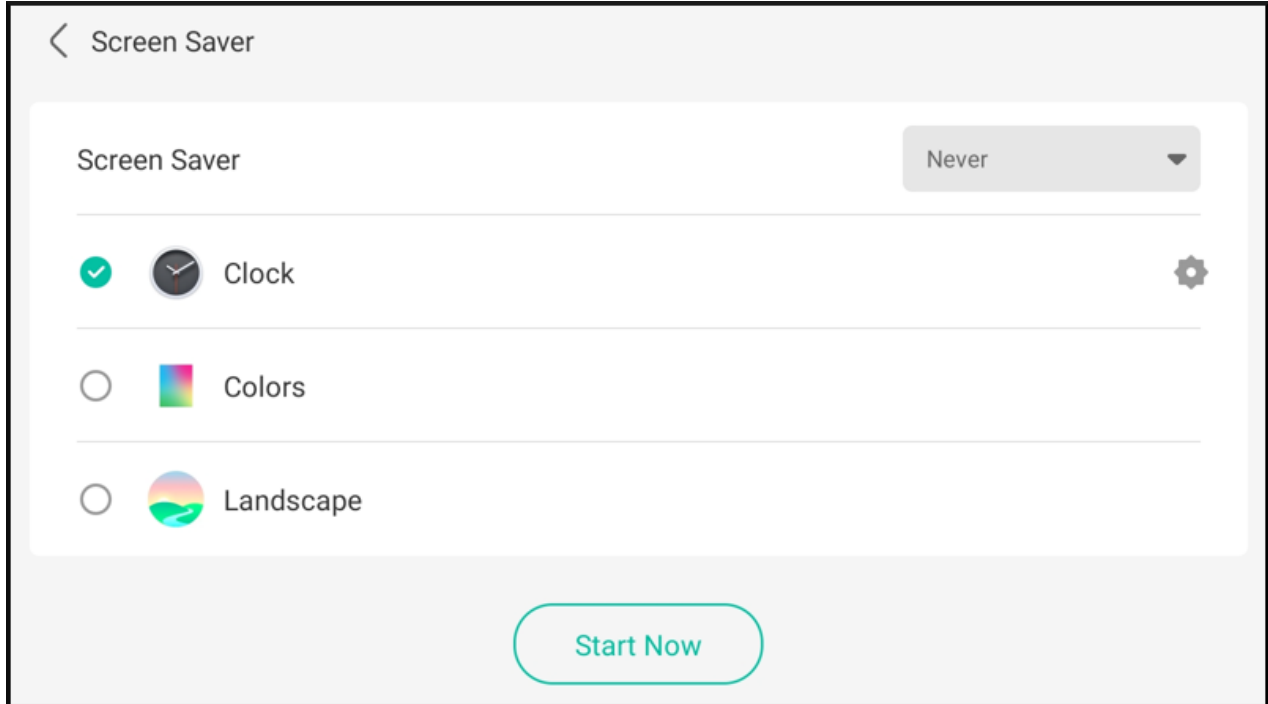 Screen Saver
Screen Saver
Never
Clock
Colors
Landscape
Start Now